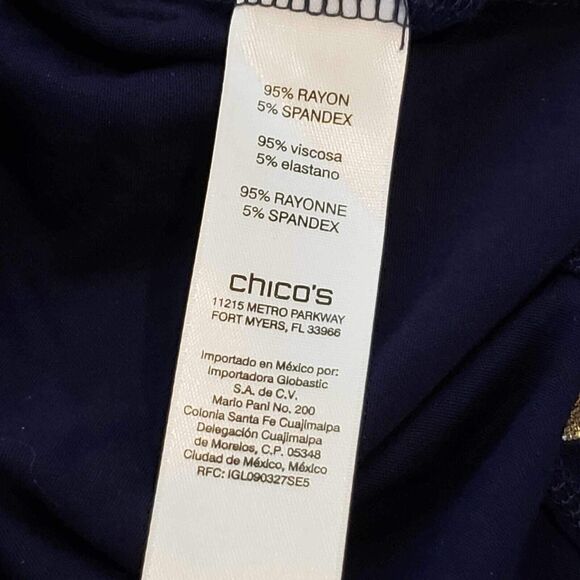 95% RAYON
5% SPANDEX
95% viscosa
5% elastano
95% RAYONNE
5% SPANDEX
chico's
11215 METRO PARKWAY
FORT MYERS, FL 33966
Importado en México por:
Importadora Globastic
S.A. de C.V.
Mario Pani No. 200
Colonia Santa Fe Cuajimalpa
Delegación Cuajimalpa
de Morelos, C.P. 05348
Ciudad de México, México
RFC: IGL090327SE5